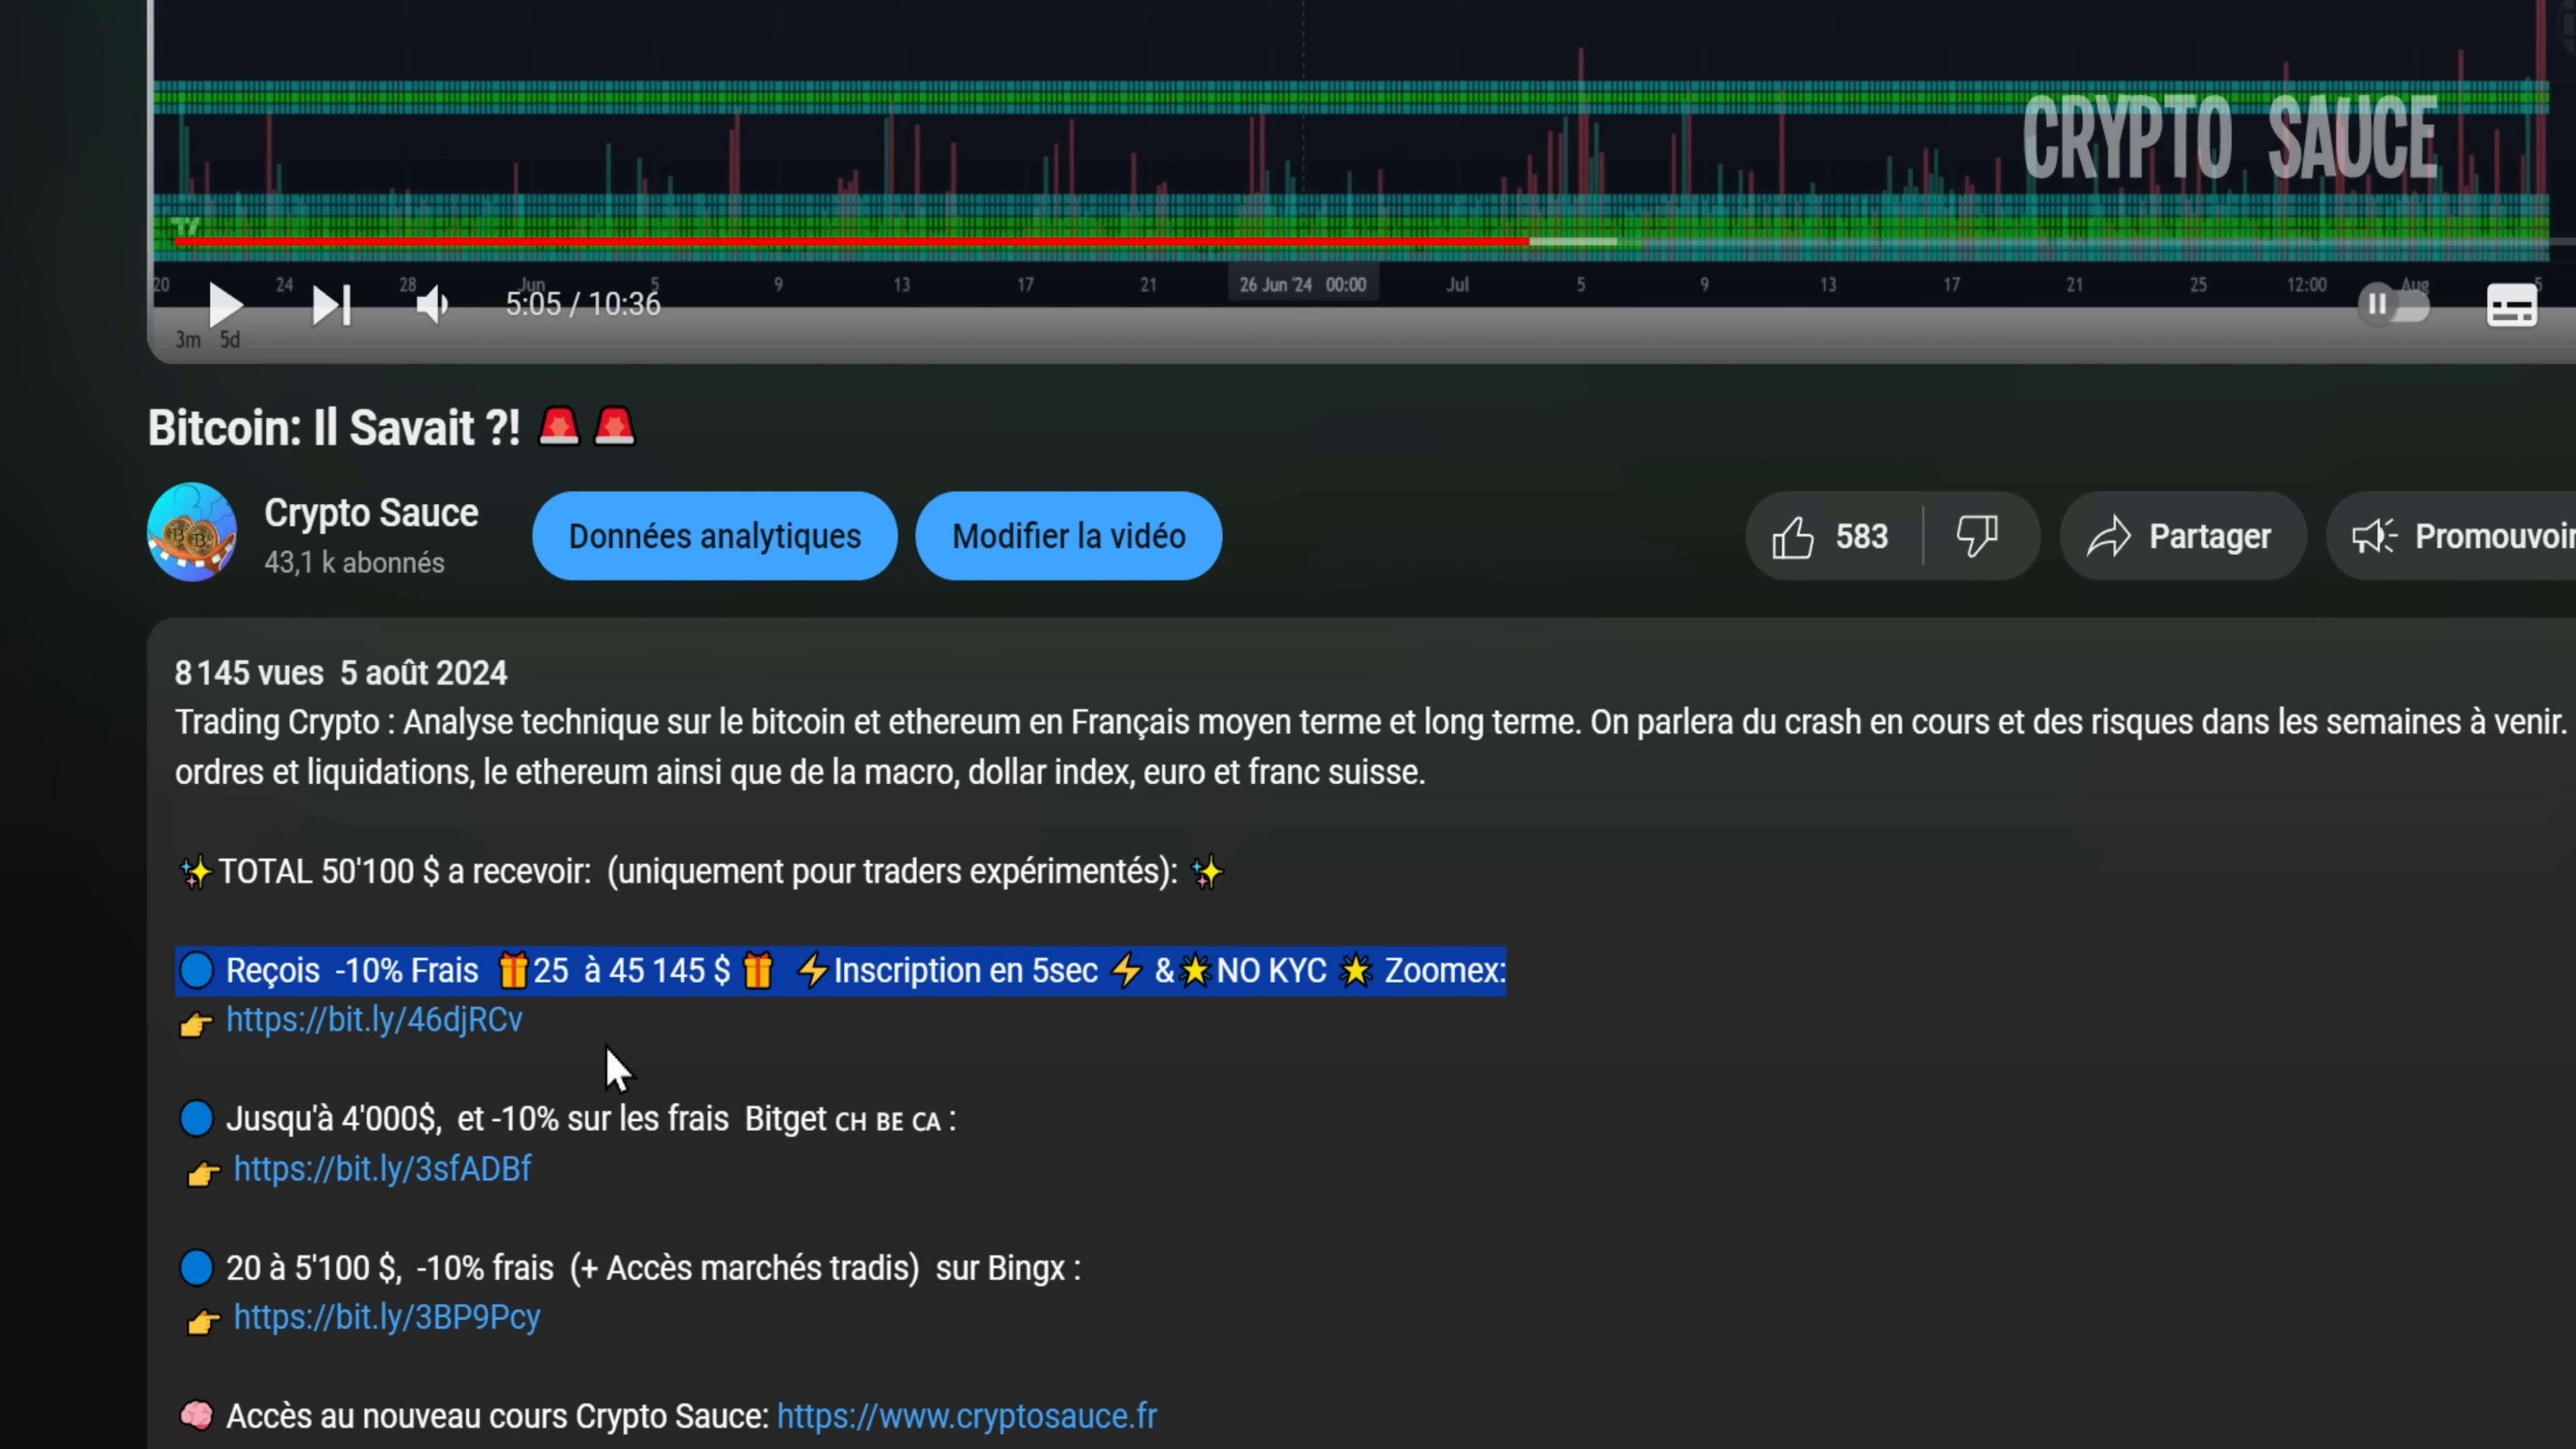 CRYPTO SAUCE
20 24 28 Jun 5 9 13 17 21 26 Jun '24 00:00 Jul 5 9 13 17 21 25 12:00 Aug 5
5:05 / 10:36
3m 5d
Bitcoin: Il Savait ?! 🚨🚨
Crypto Sauce
43,1 k abonnés
Données analytiques
Modifier la vidéo
583
Partager
Promouvoir
8 145 vues 5 août 2024
Trading Crypto : Analyse technique sur le bitcoin et ethereum en Français moyen terme et long terme. On parlera du crash en cours et des risques dans les semaines à venir.
ordres et liquidations, le ethereum ainsi que de la macro, dollar index, euro et franc suisse.
✨TOTAL 50'100 $ a recevoir: (uniquement pour traders expérimentés): ✨
🔵 Reçois -10% Frais 🎁25 à 45 145 $ 🎁 ⚡Inscription en 5sec ⚡ &🌟NO KYC 🌟 Zoomex:
👉 https://bit.ly/46djRCv
🔵 Jusqu'à 4'000$, et -10% sur les frais Bitget CH BE CA :
👉 https://bit.ly/3sfADBf
🔵 20 à 5'100 $, -10% frais (+ Accès marchés tradis) sur Bingx :
👉 https://bit.ly/3BP9Pcy
🧠 Accès au nouveau cours Crypto Sauce: https://www.cryptosauce.fr